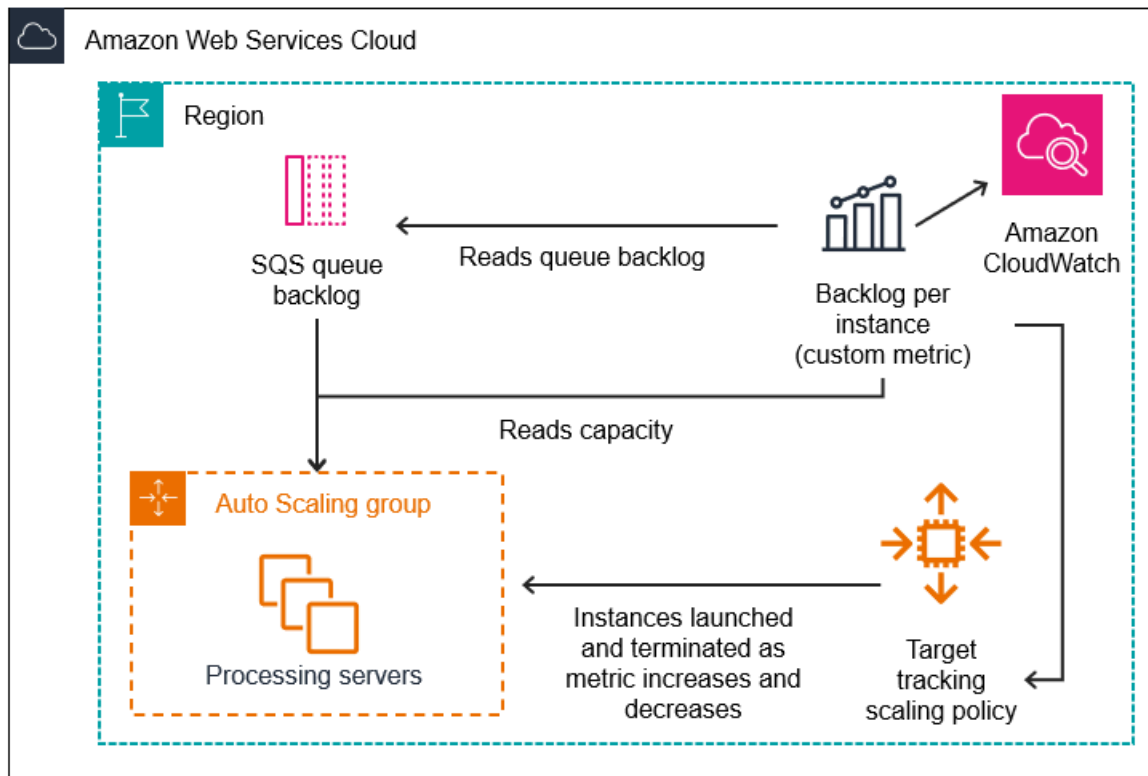 Amazon Web Services Cloud
Region
SQS queue
backlog
Reads queue backlog
Backlog per
instance
(custom metric)
Amazon
CloudWatch
Reads capacity
Auto Scaling group
Processing servers
Instances launched
and terminated as
metric increases and
decreases
Target
tracking
scaling policy